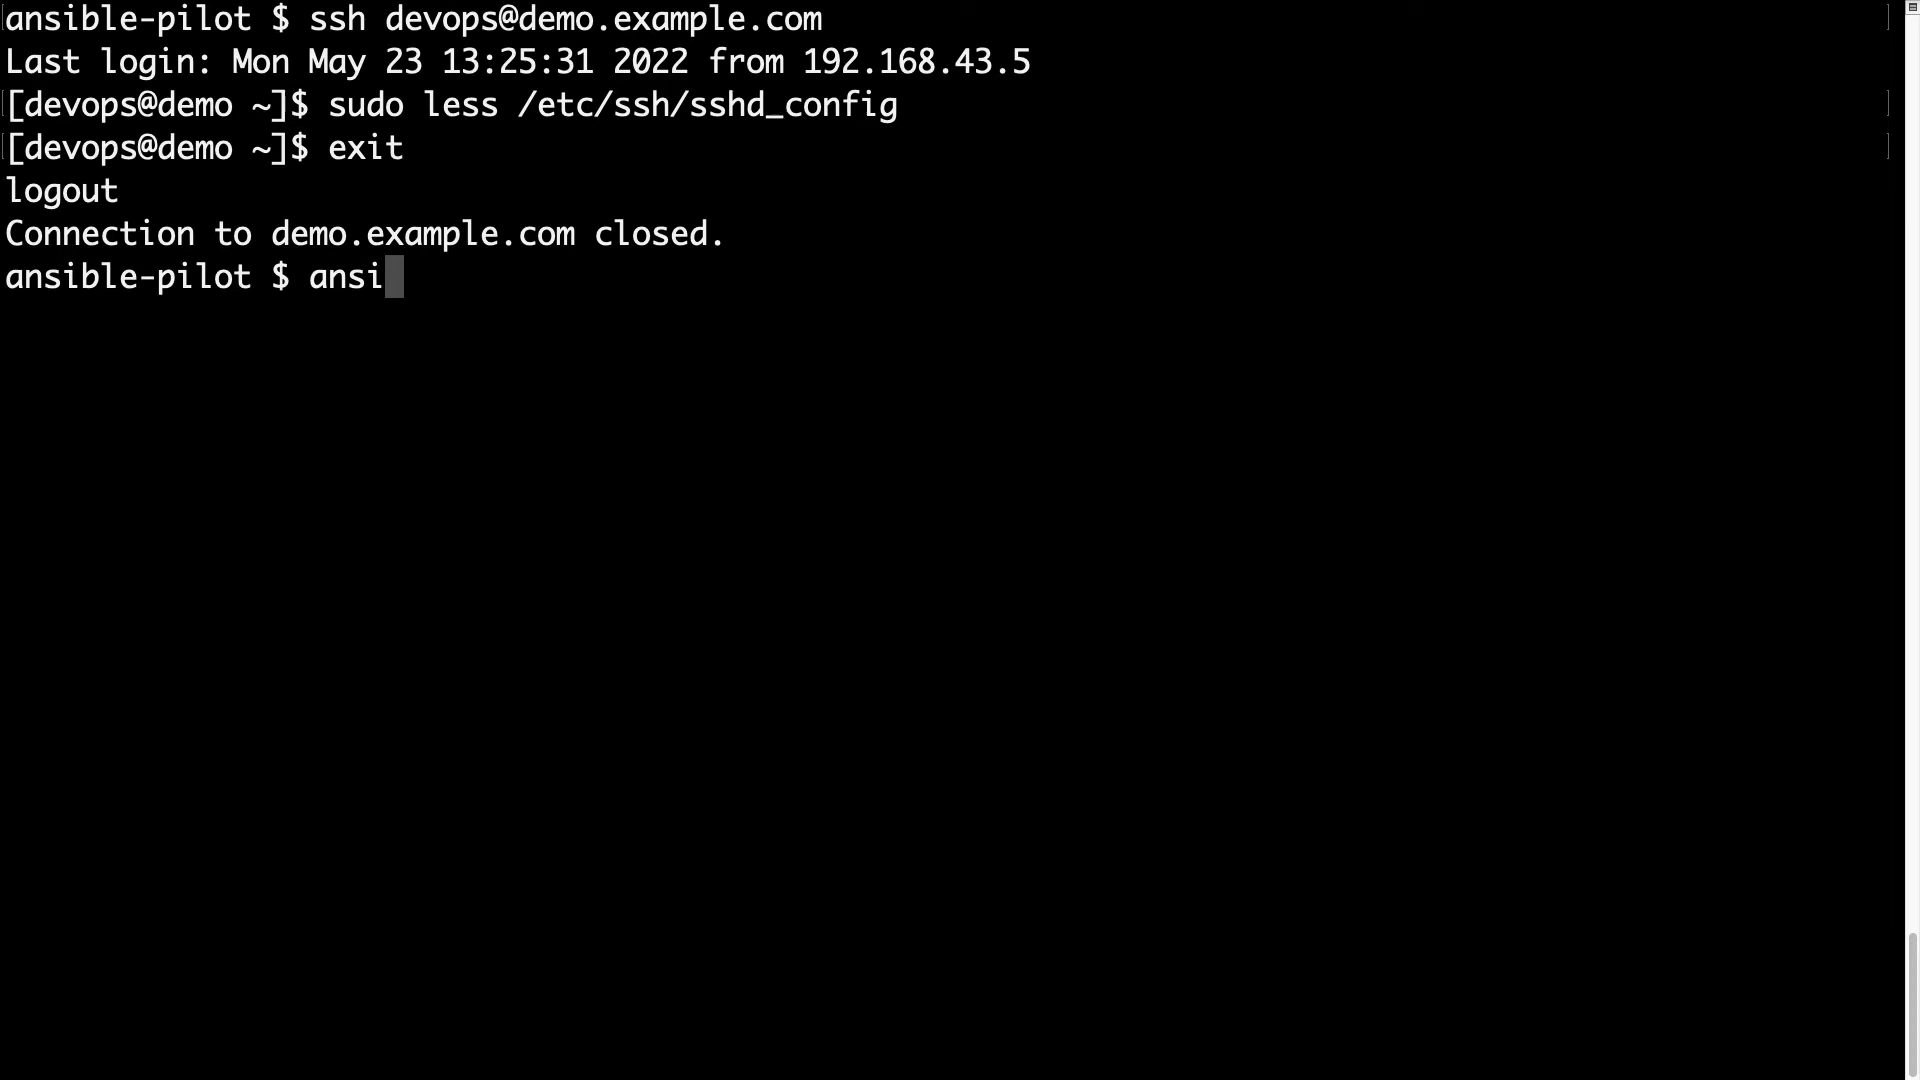 ansible-pilot $ ssh devops@demo.example.com
Last login: Mon May 23 13:25:31 2022 from 192.168.43.5
[devops@demo ~]$ sudo less /etc/ssh/sshd_config
[devops@demo ~]$ exit
logout
Connection to demo.example.com closed.
ansible-pilot $ ansi